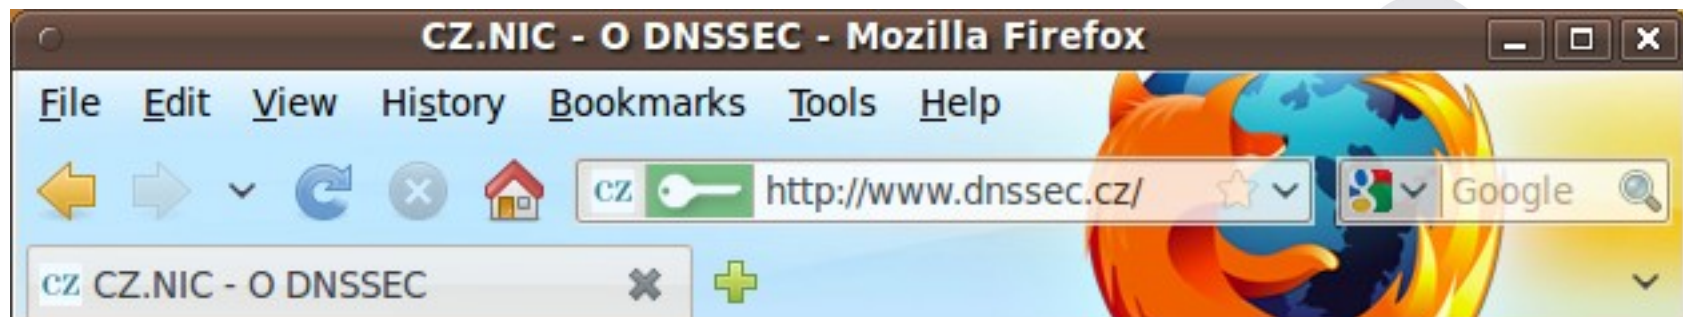 CZ.NIC - O DNSSEC - Mozilla Firefox
File Edit View History Bookmarks Tools Help
CZ http://www.dnssec.cz/ Google
CZ CZ.NIC - O DNSSEC